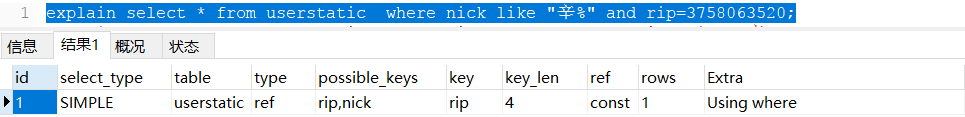 1 explain select * from userstatic where nick like "辛%" and rip=3758063520;
信息 结果1 概况 状态
id select_type table type possible_keys key key_len ref rows Extra
1 SIMPLE userstatic ref rip,nick rip 4 const 1 Using where